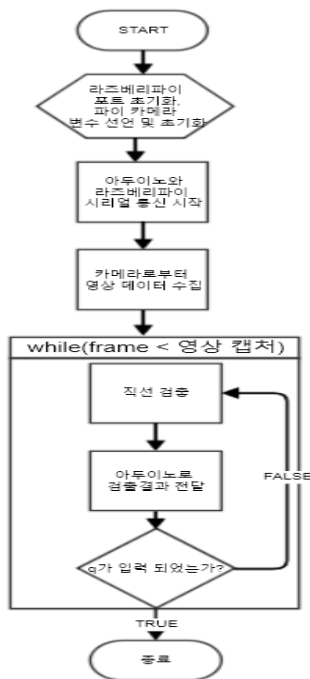 START
라즈베리파이
포트 초기화,
파이 카메라
변수 선언 및 초기화
아두이노와
라즈베리파이
시리얼 통신 시작
카메라로부터
영상 데이터 수집
while(frame < 영상 캡처)
직선 검출
아두이노로
검출결과 전달
FALSE
q가 입력 되었는가?
TRUE
종료